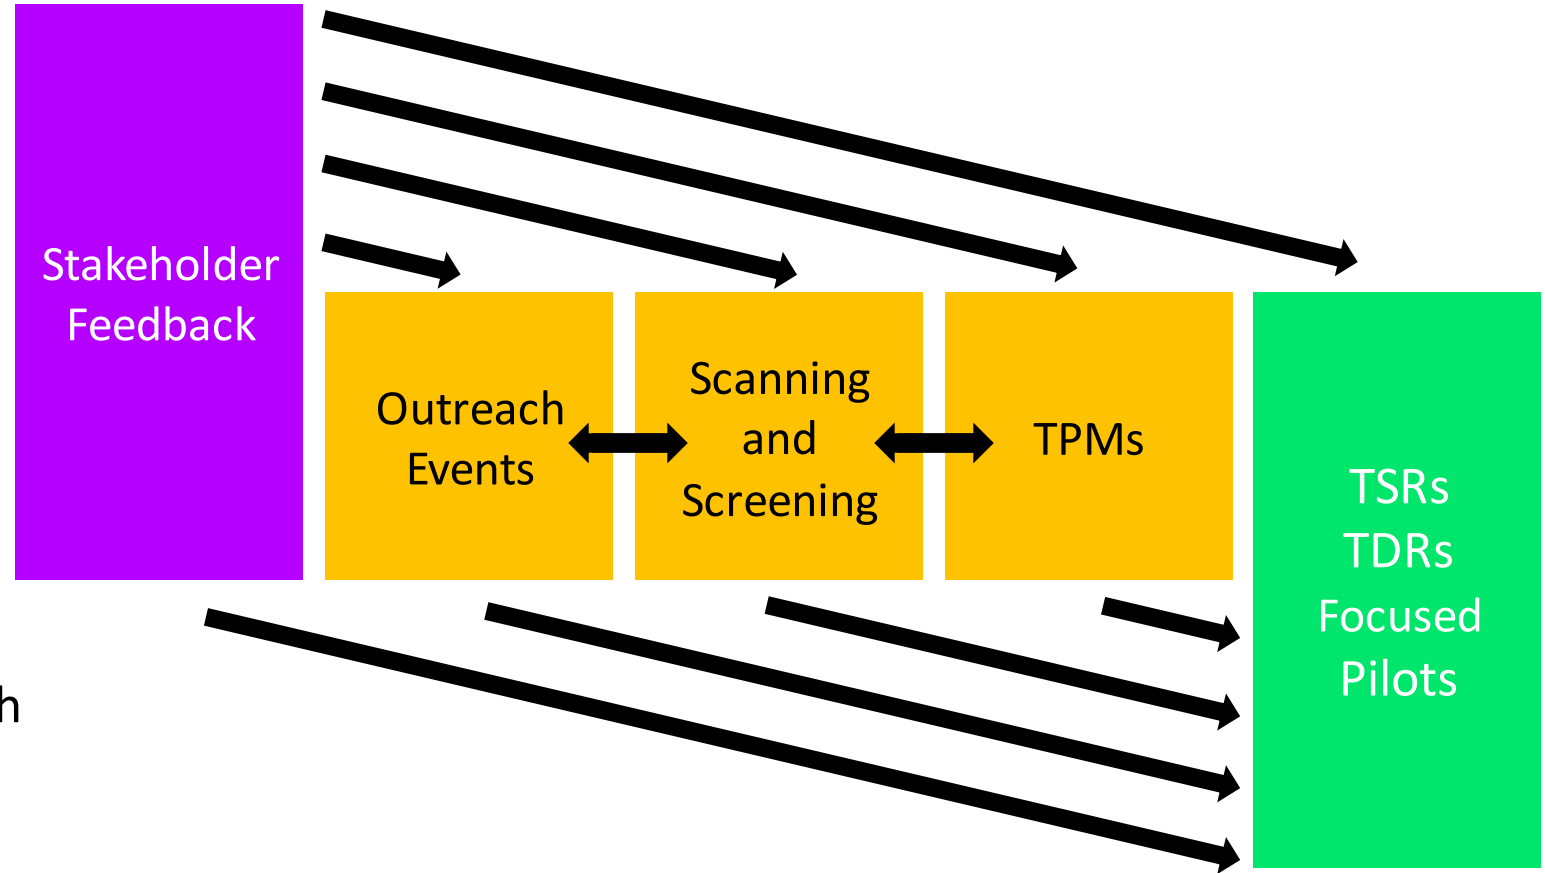 Stakeholder
Feedback
Outreach
Events
Scanning
and
Screening
TPMs
TSRs
TDRs
Focused
Pilots
h